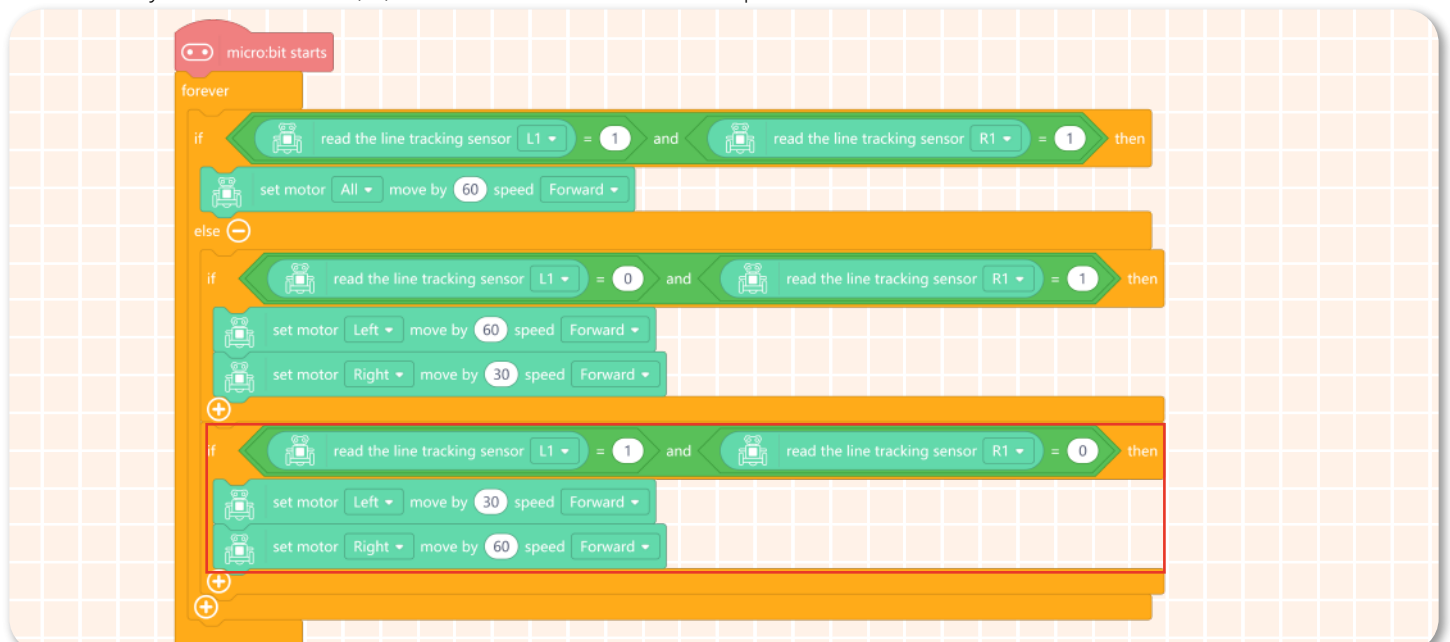 micro:bit starts
forever
if read the line tracking sensor L1 = 1 and read the line tracking sensor R1 = 1 then
set motor All move by 60 speed Forward
else
if read the line tracking sensor L1 = 0 and read the line tracking sensor R1 = 1 then
set motor Left move by 60 speed Forward
set motor Right move by 30 speed Forward
if read the line tracking sensor L1 = 1 and read the line tracking sensor R1 = 0 then
set motor Left move by 30 speed Forward
set motor Right move by 60 speed Forward